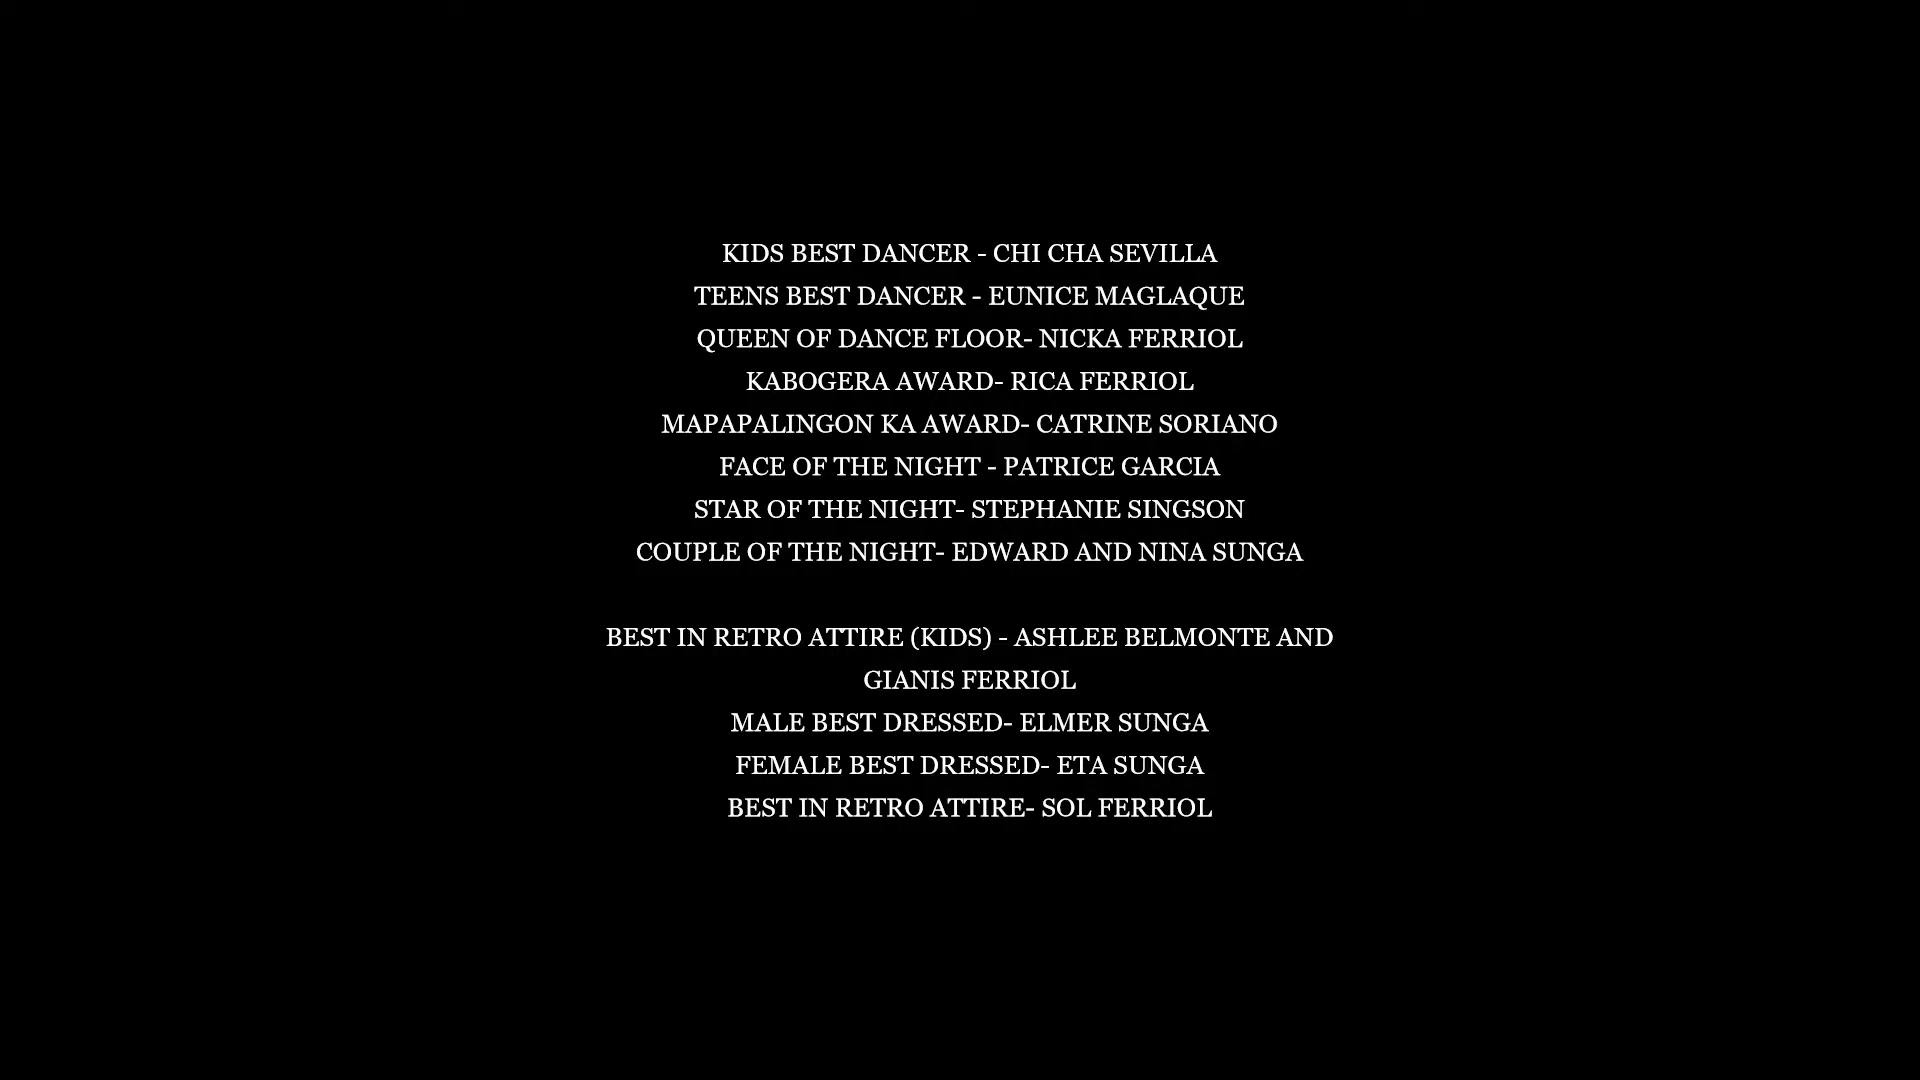 KIDS BEST DANCER - CHI CHA SEVILLA
TEENS BEST DANCER - EUNICE MAGLAQUE
QUEEN OF DANCE FLOOR- NICKA FERRIOL
KABOGERA AWARD- RICA FERRIOL
MAPAPALINGON KA AWARD- CATRINE SORIANO
FACE OF THE NIGHT - PATRICE GARCIA
STAR OF THE NIGHT- STEPHANIE SINGSON
COUPLE OF THE NIGHT- EDWARD AND NINA SUNGA
BEST IN RETRO ATTIRE (KIDS) - ASHLEE BELMONTE AND
GIANIS FERRIOL
MALE BEST DRESSED- ELMER SUNGA
FEMALE BEST DRESSED- ETA SUNGA
BEST IN RETRO ATTIRE- SOL FERRIOL